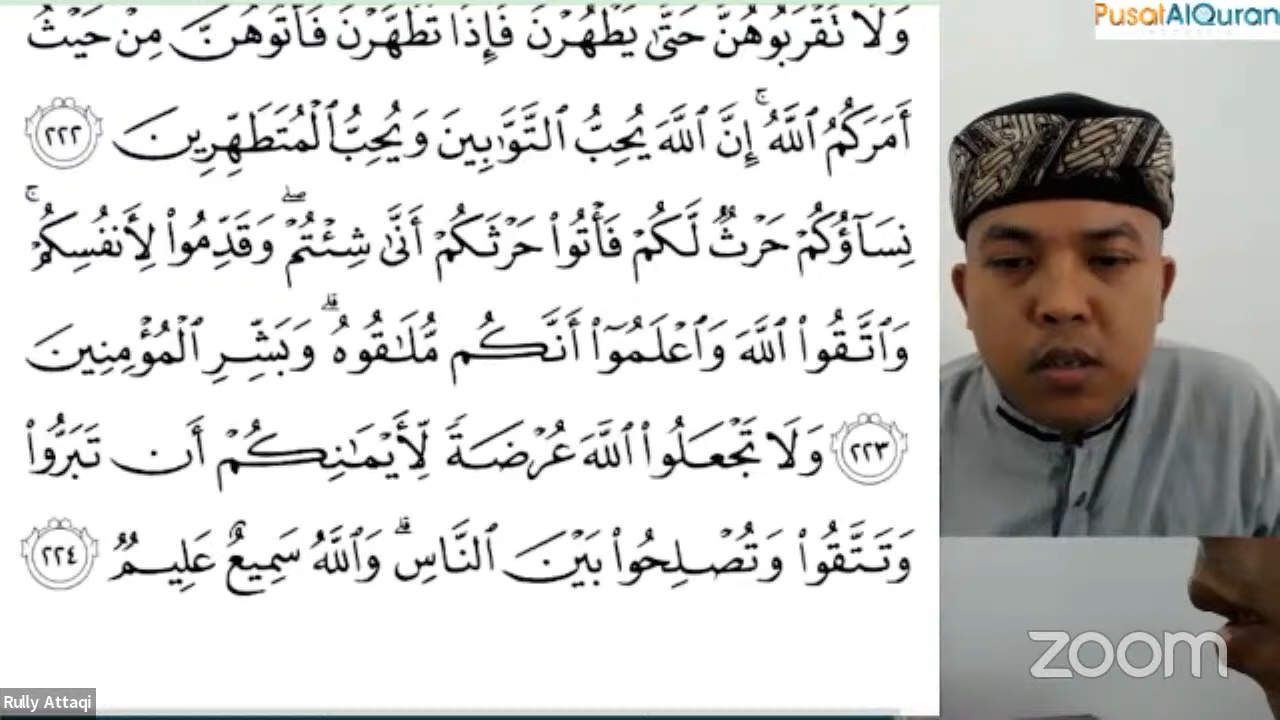 وَلَا تَقْرَبُوهُنَّ حَتَّىٰ يَطْهُرْنَ فَإِذَا تَطَهَّرْنَ فَأْتُوهُنَّ مِنْ حَيْثُ
أَمَرَكُمُ ٱللَّهُ ۚ إِنَّ ٱللَّهَ يُحِبُّ ٱلتَّوَّٰبِينَ وَيُحِبُّ ٱلْمُتَطَهِّرِينَ ٢٢٢
نِسَآؤُكُمْ حَرْثٌ لَّكُمْ فَأْتُوا۟ حَرْثَكُمْ أَنَّىٰ شِئْتُمْ ۖ وَقَدِّمُوا۟ لِأَنفُسِكُمْ ۚ
وَٱتَّقُوا۟ ٱللَّهَ وَٱعْلَمُوٓا۟ أَنَّكُم مُّلَٰقُوهُ ۗ وَبَشِّرِ ٱلْمُؤْمِنِينَ
٢٢٣ وَلَا تَجْعَلُوا۟ ٱللَّهَ عُرْضَةً لِّأَيْمَٰنِكُمْ أَن تَبَرُّوا۟
وَتَتَّقُوا۟ وَتُصْلِحُوا۟ بَيْنَ ٱلنَّاسِ ۗ وَٱللَّهُ سَمِيعٌ عَلِيمٌ ٢٢٤
PusatAlQuran
zoom
Rully Attaqi